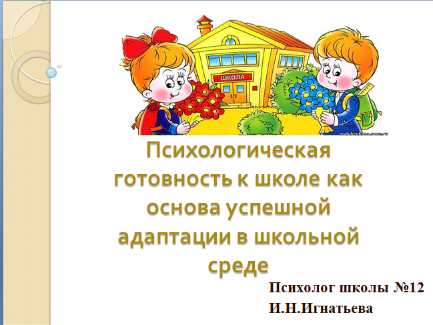 ШКОЛА
Психологическая
готовность к школе как
основа успешной
адаптации в школьной
среде
Психолог школы №12
И.Н.Игнатьева